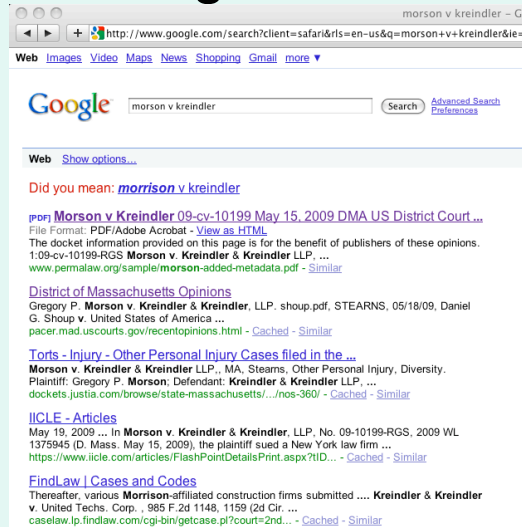 morson v kreindler - G
http://www.google.com/search?client=safari&rls=en-us&q=morson+v+kreindler&ie=
Web Images Video Maps News Shopping Gmail more ▼
Google morson v kreindler Search Advanced Search
Preferences
Web Show options...
Did you mean: morrison v kreindler
[PDF] Morson v Kreindler 09-cv-10199 May 15, 2009 DMA US District Court ...
File Format: PDF/Adobe Acrobat - View as HTML
The docket information provided on this page is for the benefit of publishers of these opinions.
1:09-cv-10199-RGS Morson v. Kreindler & Kreindler LLP, ...
www.permalaw.org/sample/morson-added-metadata.pdf - Similar
District of Massachusetts Opinions
Gregory P. Morson v. Kreindler & Kreindler, LLP. shoup.pdf, STEARNS, 05/18/09, Daniel
G. Shoup v. United States of America ...
pacer.mad.uscourts.gov/recentopinions.html - Cached - Similar
Torts - Injury - Other Personal Injury Cases filed in the ...
Morson v. Kreindler & Kreindler LLP,, MA, Stearns, Other Personal Injury, Diversity.
Plaintiff: Gregory P. Morson; Defendant: Kreindler & Kreindler LLP, ...
dockets.justia.com/browse/state-massachusetts/.../nos-360/ - Cached - Similar
IICLE - Articles
May 19, 2009 ... In Morson v. Kreindler & Kreindler, LLP, No. 09-10199-RGS, 2009 WL
1375945 (D. Mass. May 15, 2009), the plaintiff sued a New York law firm ...
https://www.iicle.com/articles/FlashPointDetailsPrint.aspx?tID... - Cached - Similar
FindLaw | Cases and Codes
Thereafter, various Morrison-affiliated construction firms submitted .... Kreindler & Kreindler
v. United Techs. Corp. , 985 F.2d 1148, 1159 (2d Cir. ...
caselaw.lp.findlaw.com/cgi-bin/getcase.pl?court=2nd... - Cached - Similar